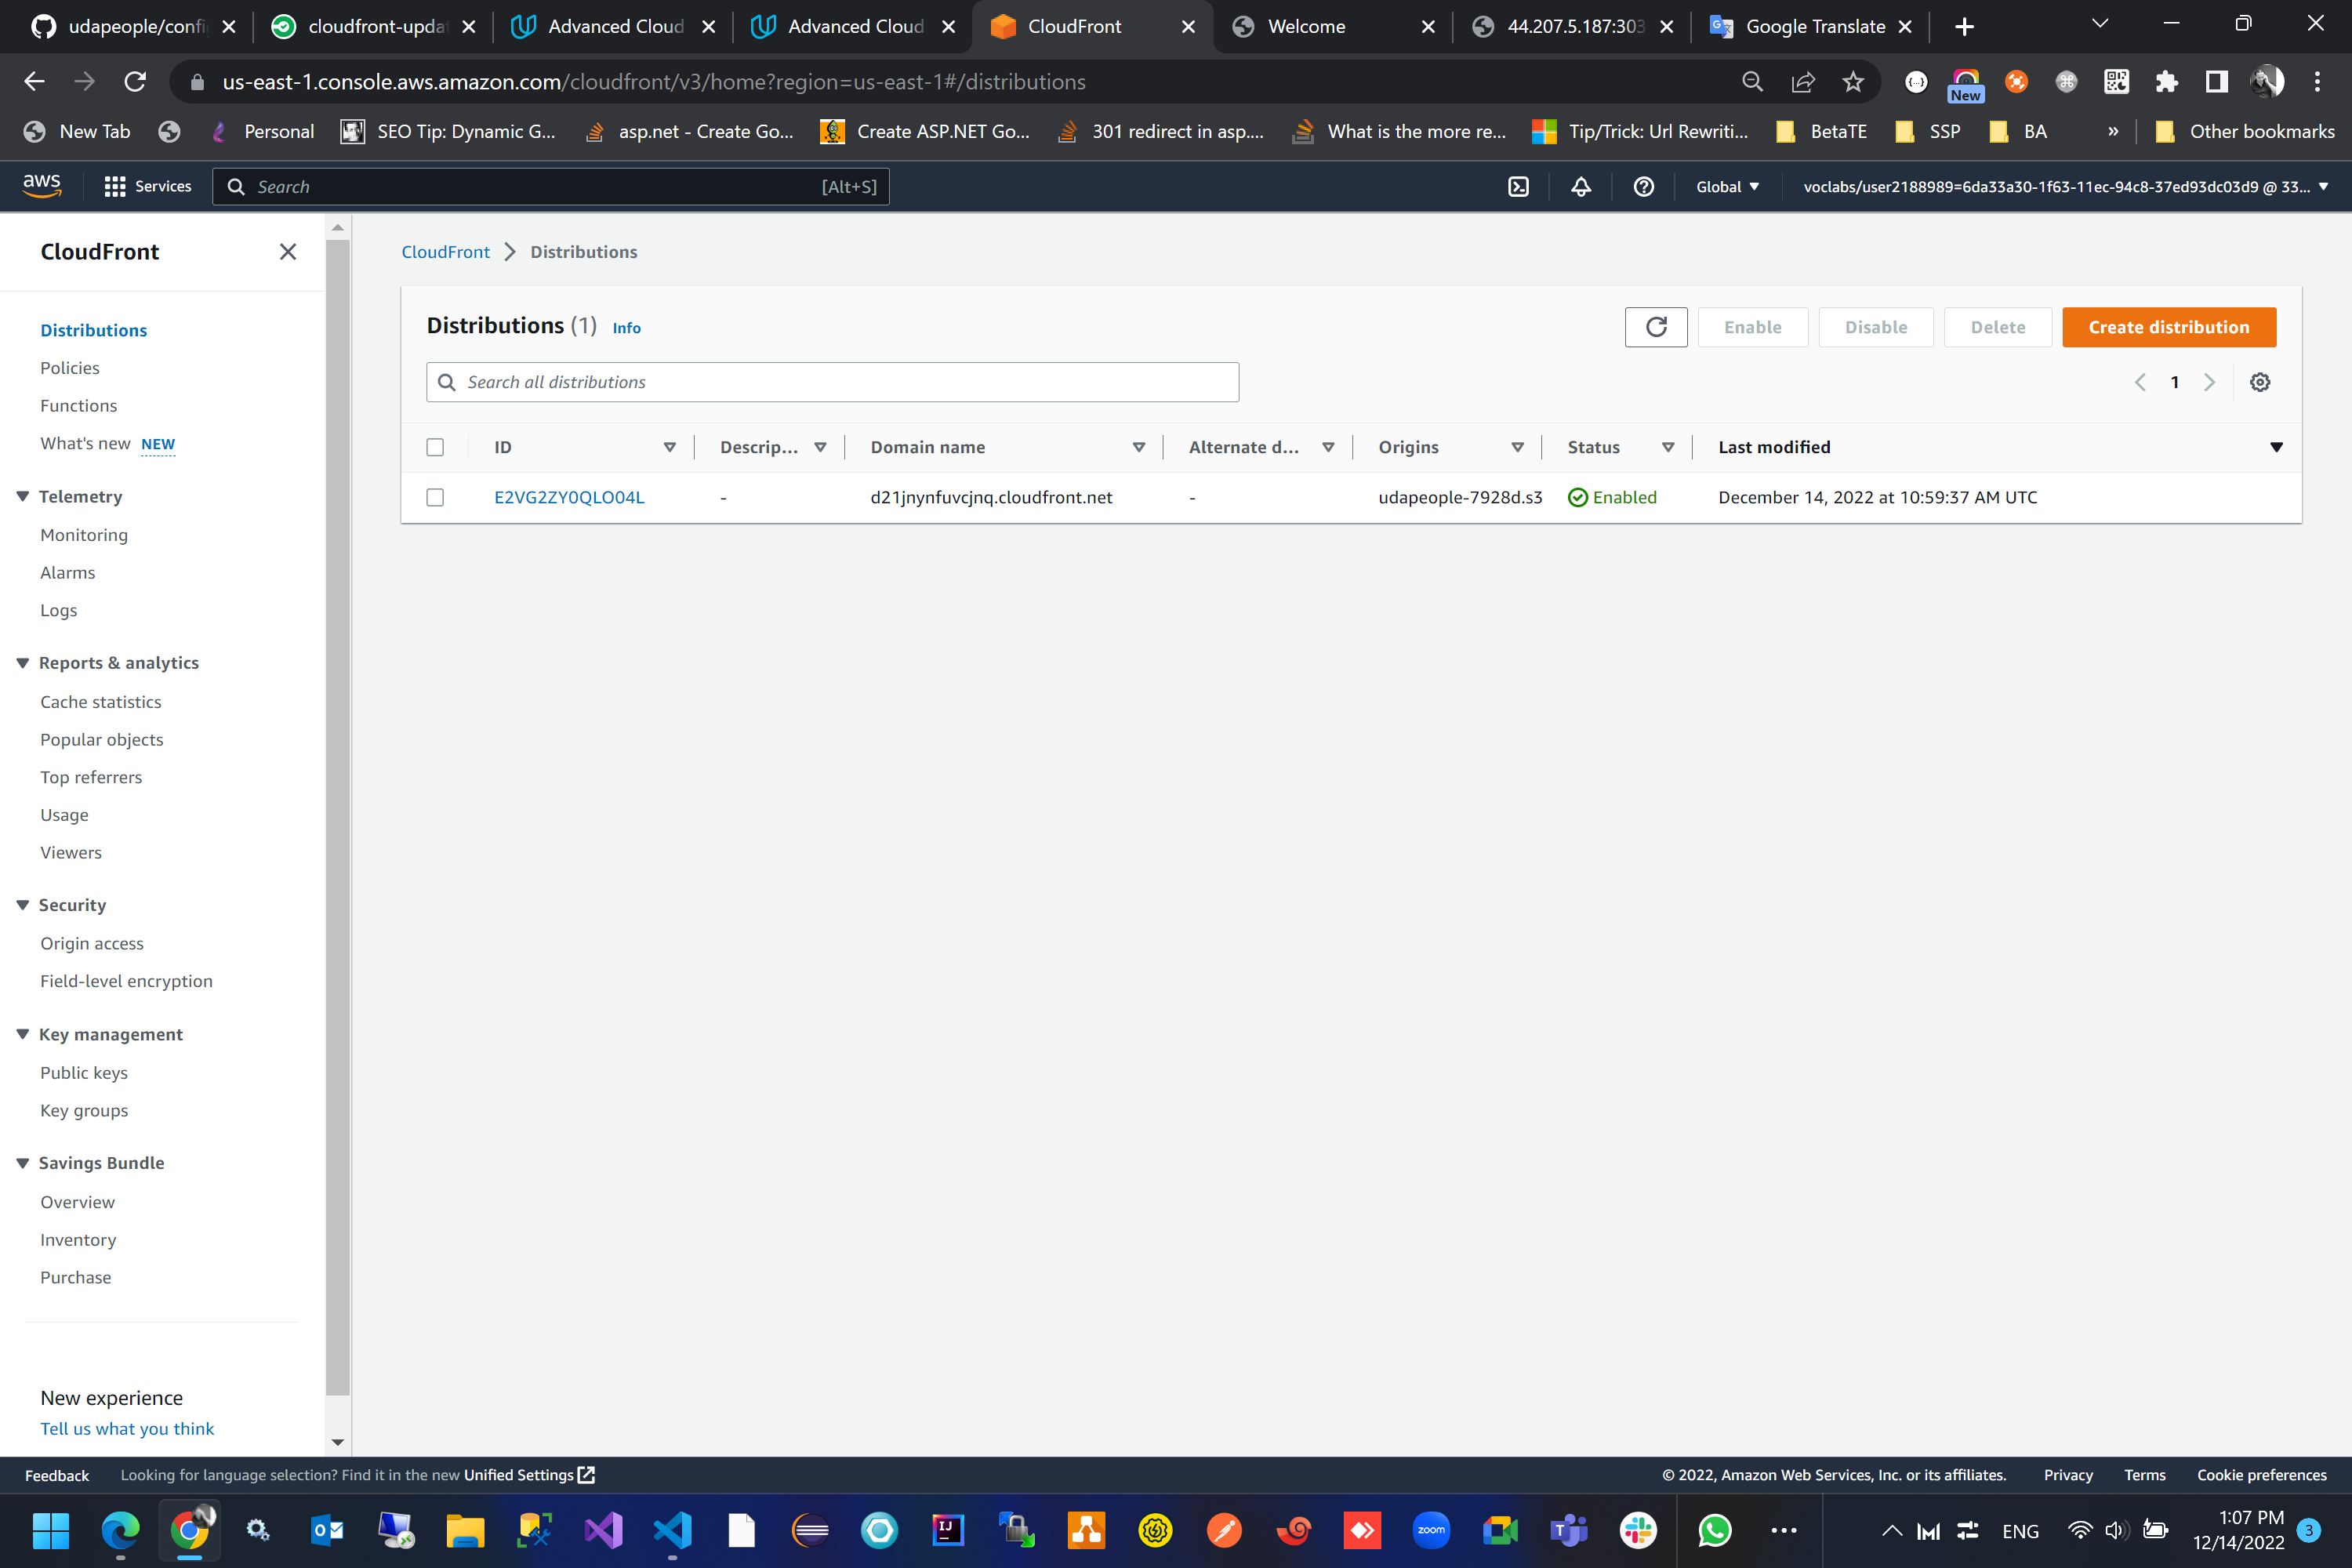 udapeople/confi
cloudfront-upda
Advanced Cloud
Advanced Cloud
CloudFront
Welcome
44.207.5.187:303
Google Translate
us-east-1.console.aws.amazon.com/cloudfront/v3/home?region=us-east-1#/distributions
New
New Tab
Personal
SEO Tip: Dynamic G...
asp.net - Create Go...
Create ASP.NET Go...
301 redirect in asp....
What is the more re...
Tip/Trick: Url Rewriti...
BetaTE
SSP
BA
»
Other bookmarks
aws
Services
Search
[Alt+S]
Global
voclabs/user2188989=6da33a30-1f63-11ec-94c8-37ed93dc03d9 @ 33...
CloudFront
Distributions
Policies
Functions
What's new NEW
Telemetry
Monitoring
Alarms
Logs
Reports & analytics
Cache statistics
Popular objects
Top referrers
Usage
Viewers
Security
Origin access
Field-level encryption
Key management
Public keys
Key groups
Savings Bundle
Overview
Inventory
Purchase
New experience
Tell us what you think
CloudFront > Distributions
Distributions (1) Info
Enable
Disable
Delete
Create distribution
Search all distributions
1
ID Descrip... Domain name Alternate d... Origins Status Last modified
E2VG2ZY0QLO04L - d21jnynfuvcjnq.cloudfront.net - udapeople-7928d.s3 Enabled December 14, 2022 at 10:59:37 AM UTC
Feedback
Looking for language selection? Find it in the new Unified Settings
© 2022, Amazon Web Services, Inc. or its affiliates.
Privacy
Terms
Cookie preferences
zoom
ENG
1:07 PM
12/14/2022
3